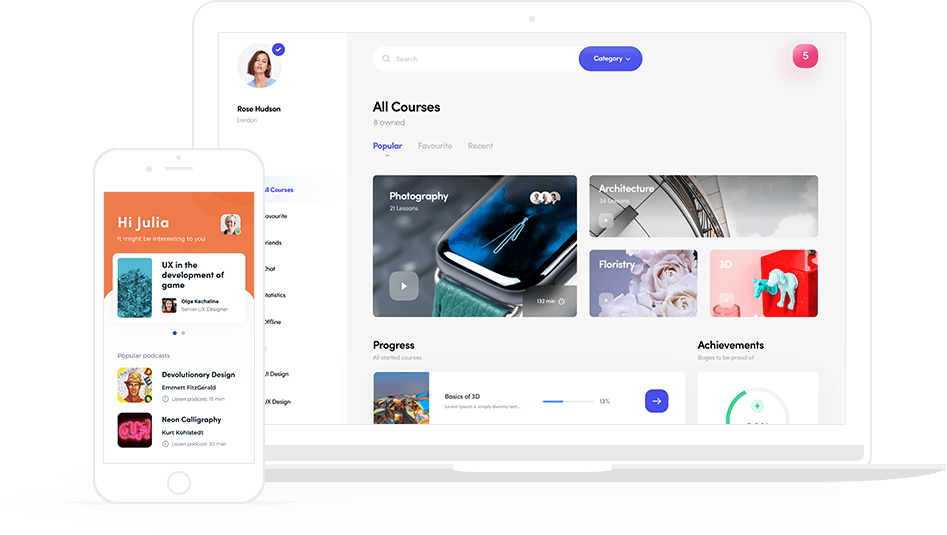 Rose Hudson
London
All Courses
Favourite
Friends
Chat
Statistics
Offline
UI Design
UX Design
Search
Category
5
All Courses
8 owned
Popular
Favourite
Recent
Photography
21 Lessons
132 min
Architecture
34 Lessons
Floristry
3D
Progress
All started courses
Basics of 3D
Lorem Ipsum is simply dummy text...
13%
Achievements
Bages to be proud of
Hi Julia
It might be interesting to you
UX in the
development of
game
Olga Kachalina
Senior UX Designer
Popular podcasts
Devolutionary Design
Emmett FitzGerald
Listen podcast: 15 min
Neon Calligraphy
Kurt Kohlstedt
Listen podcast: 30 min